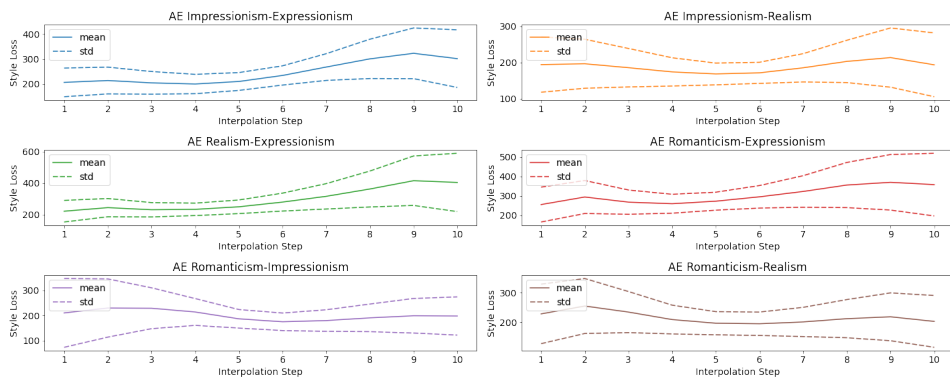 AE Impressionism-Expressionism
Style Loss
400
300
200
mean
std
1 2 3 4 5 6 7 8 9 10
Interpolation Step
AE Impressionism-Realism
Style Loss
300
200
100
mean
std
1 2 3 4 5 6 7 8 9 10
Interpolation Step
AE Realism-Expressionism
Style Loss
600
400
200
mean
std
1 2 3 4 5 6 7 8 9 10
Interpolation Step
AE Romanticism-Expressionism
Style Loss
500
400
300
200
mean
std
1 2 3 4 5 6 7 8 9 10
Interpolation Step
AE Romanticism-Impressionism
Style Loss
300
200
100
mean
std
1 2 3 4 5 6 7 8 9 10
Interpolation Step
AE Romanticism-Realism
Style Loss
300
200
mean
std
1 2 3 4 5 6 7 8 9 10
Interpolation Step